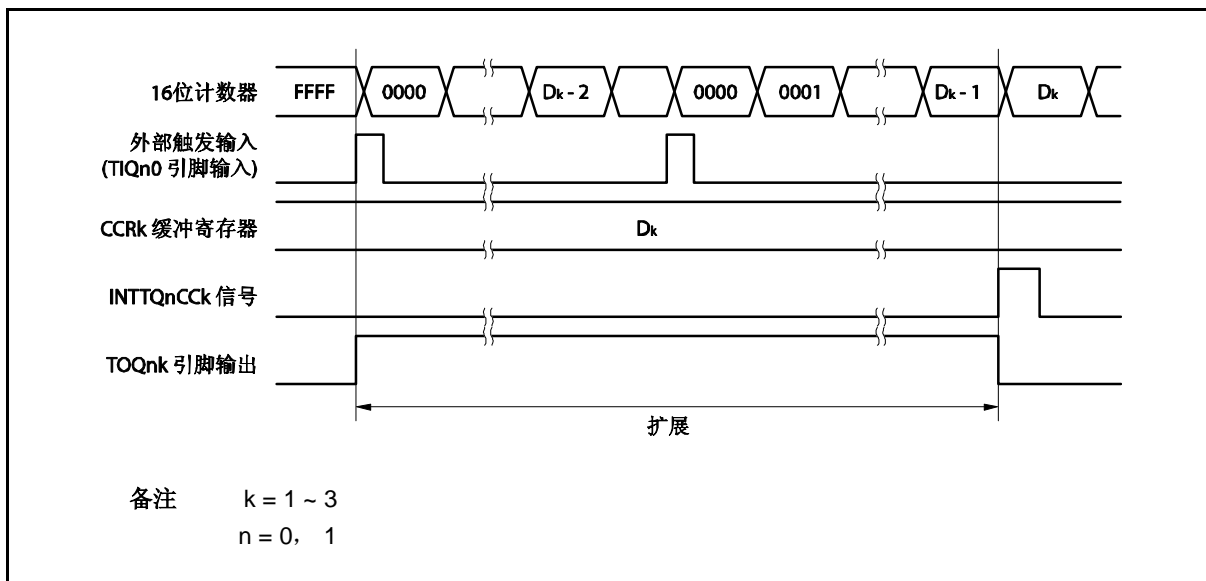 16位计数器 FFFF 0000 Dk - 2 0000 0001 Dk - 1 Dk
外部触发输入
(TIQn0 引脚输入)
CCRk 缓冲寄存器 Dk
INTTQnCCk 信号
TOQnk 引脚输出
扩展
备注 k = 1 ~ 3
n = 0， 1